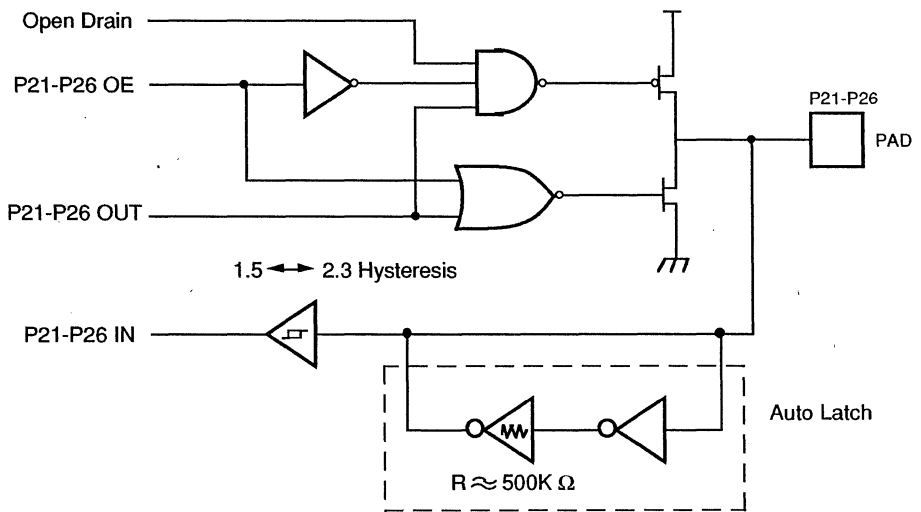 Open Drain
P21-P26 OE
P21-P26
PAD
P21-P26 OUT
1.5 ↔ 2.3 Hysteresis
P21-P26 IN
Auto Latch
R ≈ 500K Ω